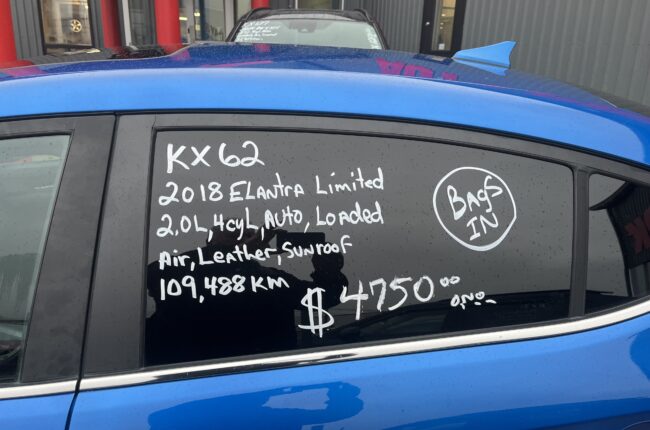 KX62
2018 ELantra Limited
2.0L, 4cyL, Auto, Loaded
Air, Leather, Sunroof
109,488 KM
$4750.00
O.N.O.
BAgS
IN